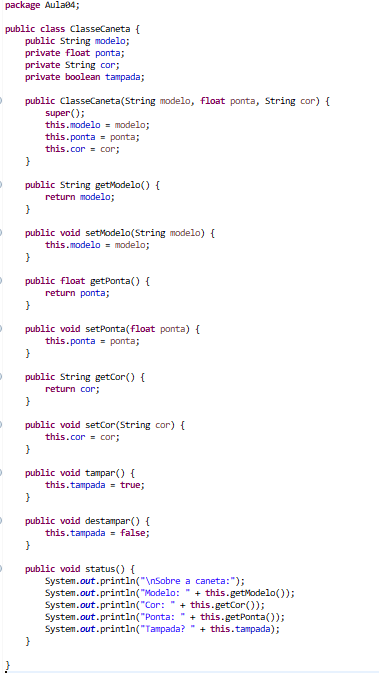 package Aula04;
public class ClasseCaneta {
public String modelo;
private float ponta;
private String cor;
private boolean tampada;
public ClasseCaneta(String modelo, float ponta, String cor) {
super();
this.modelo = modelo;
this.ponta = ponta;
this.cor = cor;
}
public String getModelo() {
return modelo;
}
public void setModelo(String modelo) {
this.modelo = modelo;
}
public float getPonta() {
return ponta;
}
public void setPonta(float ponta) {
this.ponta = ponta;
}
public String getCor() {
return cor;
}
public void setCor(String cor) {
this.cor = cor;
}
public void tampar() {
this.tampada = true;
}
public void destampar() {
this.tampada = false;
}
public void status() {
System.out.println("\nSobre a caneta:");
System.out.println("Modelo: " + this.getModelo());
System.out.println("Cor: " + this.getCor());
System.out.println("Ponta: " + this.getPonta());
System.out.println("Tampada? " + this.tampada);
}
}